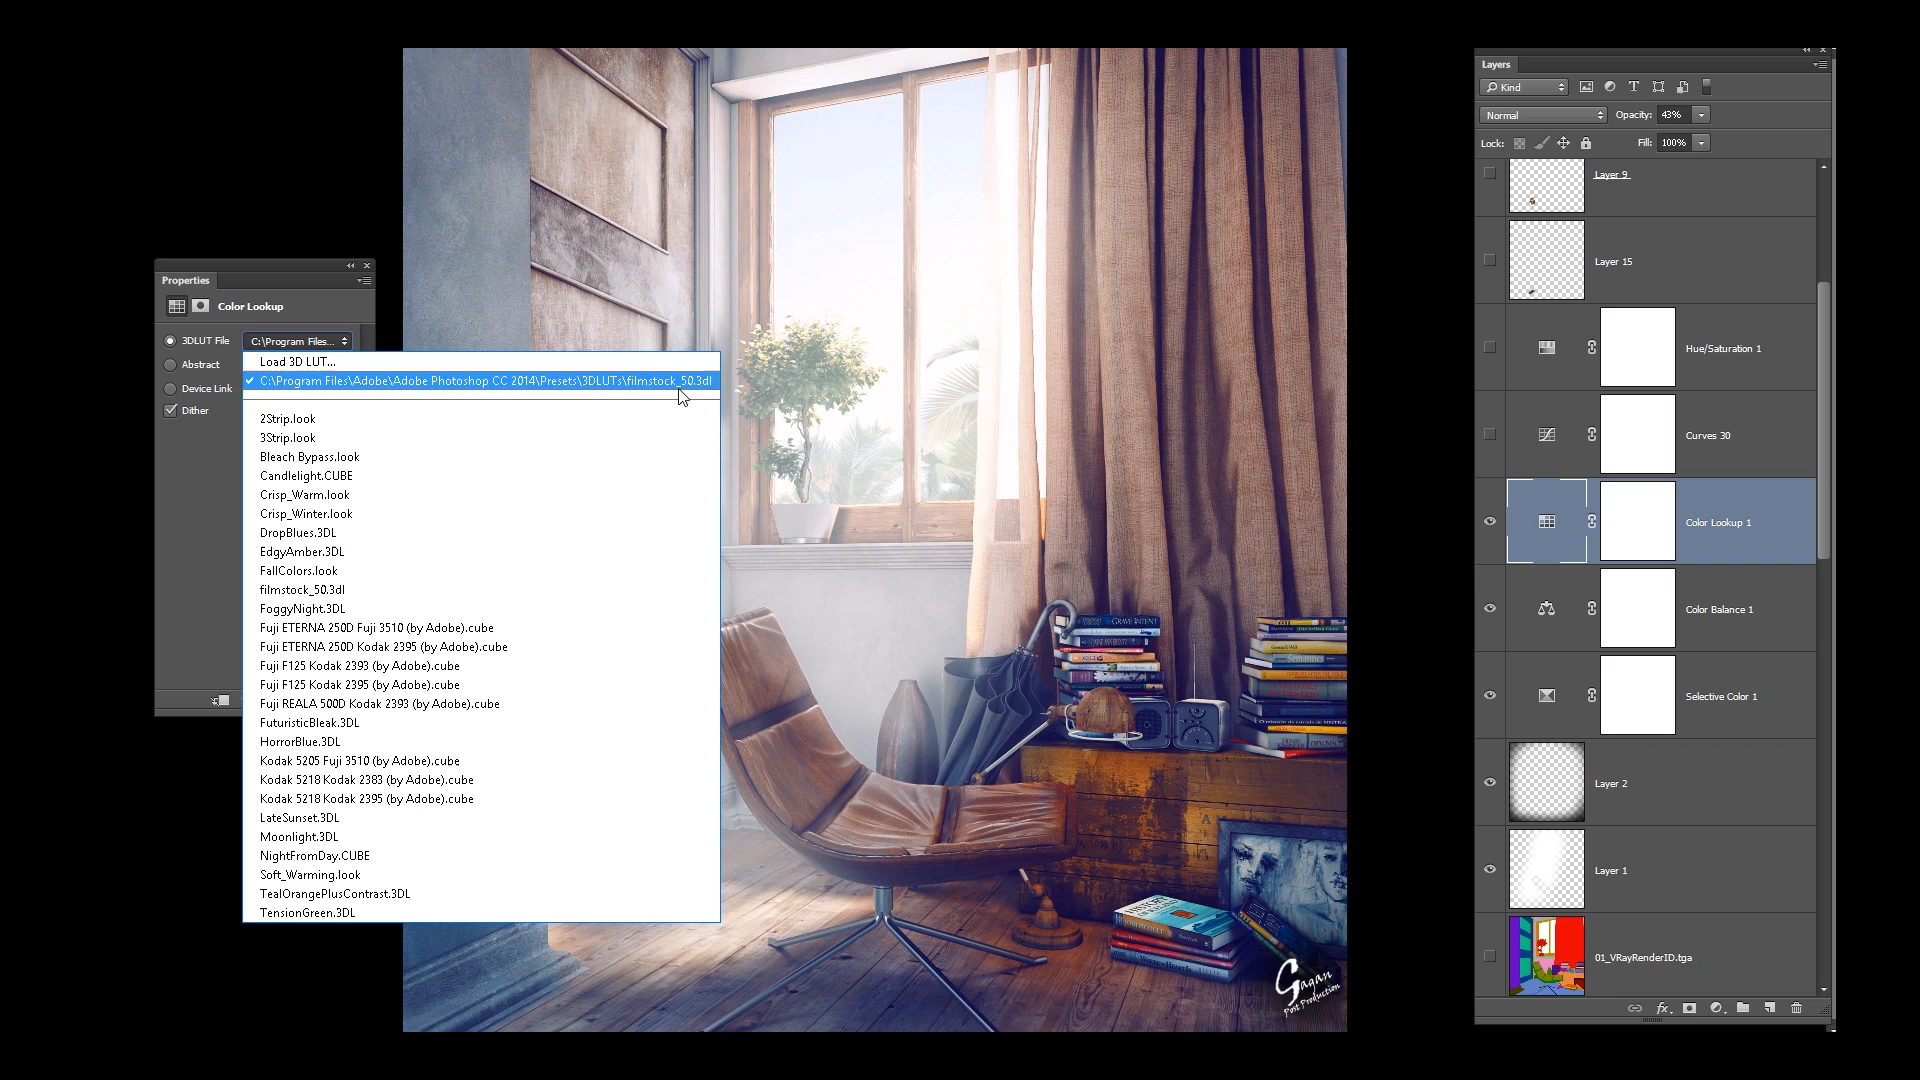 Properties
Color Lookup
3DLUT File
C:\Program Files...
Abstract
Device Link
Dither
Load 3D LUT...
C:\Program Files\Adobe\Adobe Photoshop CC 2014\Presets\3DLUTs\filmstock_50.3dl
2Strip.look
3Strip.look
Bleach Bypass.look
Candlelight.CUBE
Crisp_Warm.look
Crisp_Winter.look
DropBlues.3DL
EdgyAmber.3DL
FallColors.look
filmstock_50.3dl
FoggyNight.3DL
Fuji ETERNA 250D Fuji 3510 (by Adobe).cube
Fuji ETERNA 250D Kodak 2395 (by Adobe).cube
Fuji F125 Kodak 2393 (by Adobe).cube
Fuji F125 Kodak 2395 (by Adobe).cube
Fuji REALA 500D Kodak 2393 (by Adobe).cube
FuturisticBleak.3DL
HorrorBlue.3DL
Kodak 5205 Fuji 3510 (by Adobe).cube
Kodak 5218 Kodak 2383 (by Adobe).cube
Kodak 5218 Kodak 2395 (by Adobe).cube
LateSunset.3DL
Moonlight.3DL
NightFromDay.CUBE
Soft_Warming.look
TealOrangePlusContrast.3DL
TensionGreen.3DL
GRAVE INTENT
HISTORY
Gagan
Post Production
Layers
Kind
Normal
Opacity: 43%
Lock:
Fill: 100%
Layer 9
Layer 15
Hue/Saturation 1
Curves 30
Color Lookup 1
Color Balance 1
Selective Color 1
Layer 2
Layer 1
01_VRayRenderID.tga
fx